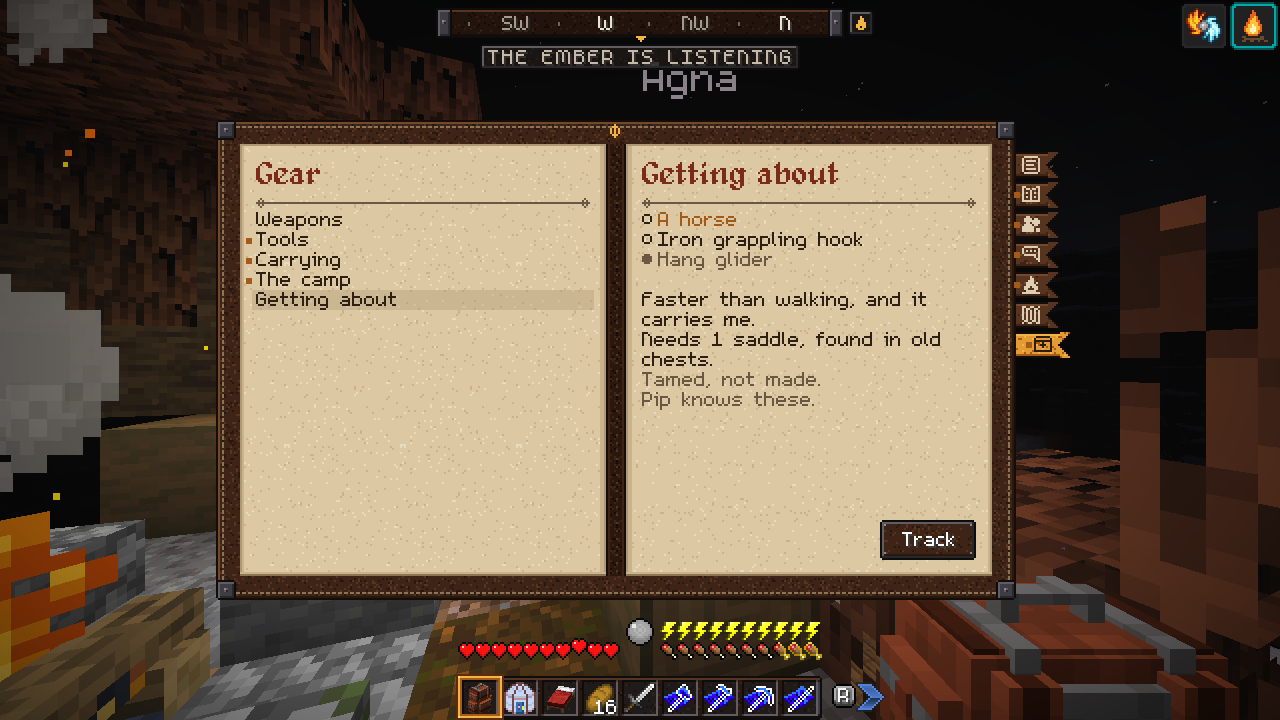 SW W NW N
THE EMBER IS LISTENING
Hgna
Gear
Weapons
Tools
Carrying
The camp
Getting about
Getting about
A horse
Iron grappling hook
Hang glider
Faster than walking, and it
carries me.
Needs 1 saddle, found in old
chests.
Tamed, not made.
Pip knows these.
Track
16
R